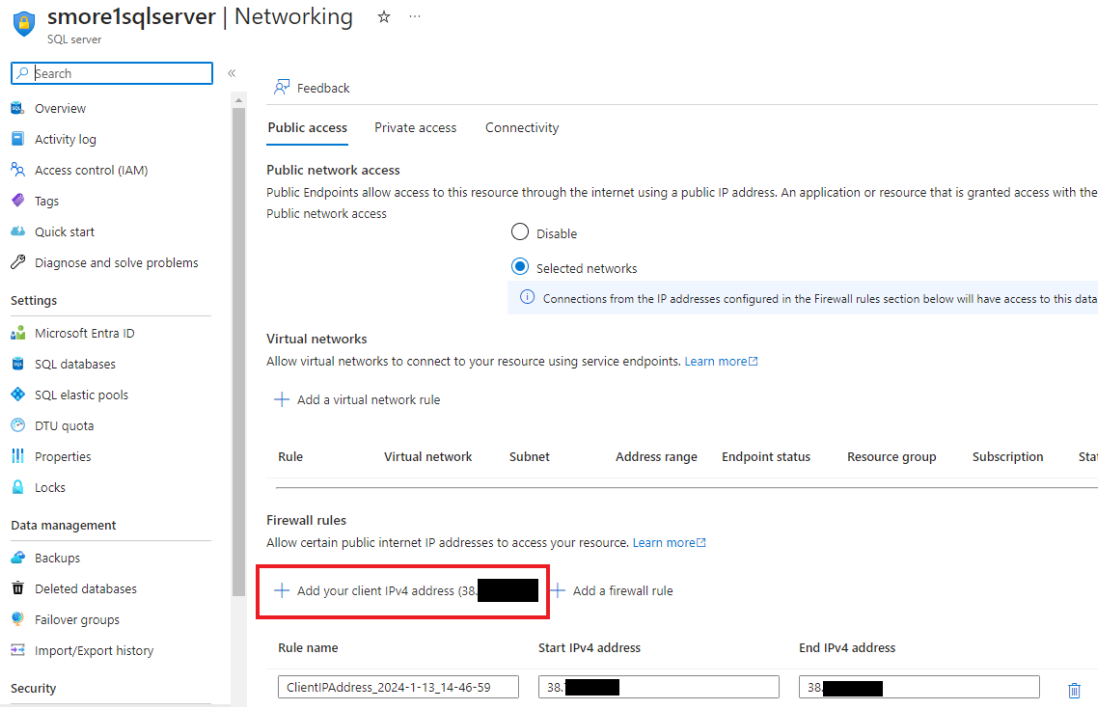 smore1sqlserver | Networking
SQL server
Search
«
Overview
Activity log
Access control (IAM)
Tags
Quick start
Diagnose and solve problems
Settings
Microsoft Entra ID
SQL databases
SQL elastic pools
DTU quota
Properties
Locks
Data management
Backups
Deleted databases
Failover groups
Import/Export history
Security
Feedback
Public access Private access Connectivity
Public network access
Public Endpoints allow access to this resource through the internet using a public IP address. An application or resource that is granted access with the
Public network access
Disable
Selected networks
Connections from the IP addresses configured in the Firewall rules section below will have access to this data
Virtual networks
Allow virtual networks to connect to your resource using service endpoints. Learn more
+ Add a virtual network rule
Rule Virtual network Subnet Address range Endpoint status Resource group Subscription Sta
Firewall rules
Allow certain public internet IP addresses to access your resource. Learn more
+ Add your client IPv4 address (38. + Add a firewall rule
Rule name Start IPv4 address End IPv4 address
ClientIPAddress_2024-1-13_14-46-59 38. 38.